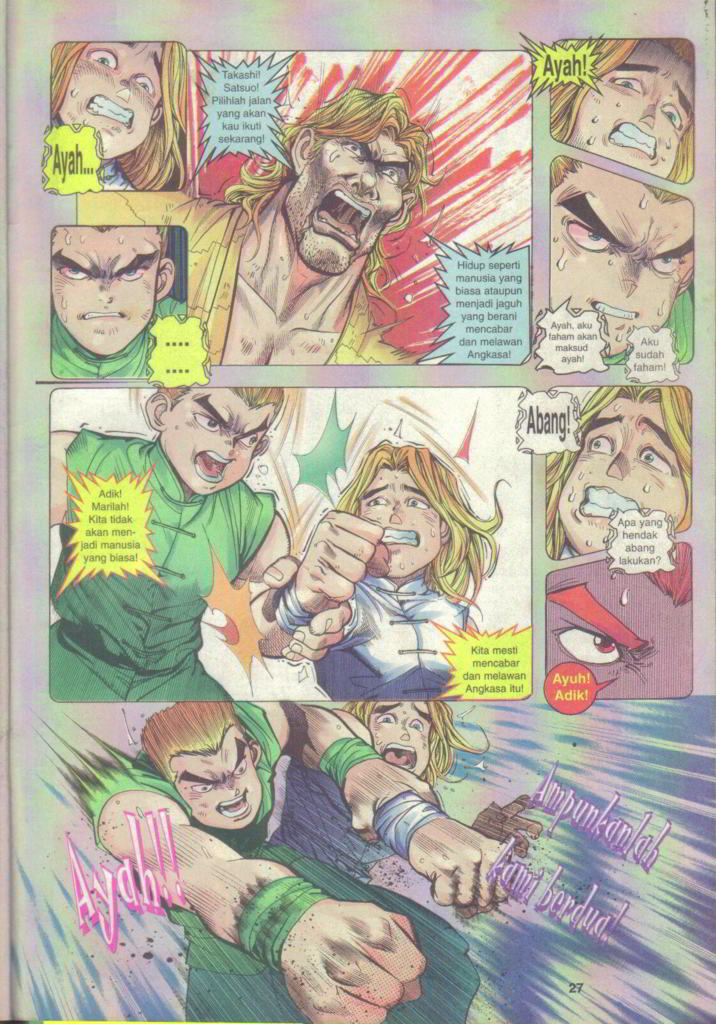 Ayah...
Takashi!
Satsuo!
Pilihlah jalan
yang akan
kau ikuti
sekarang!
Hidup seperti
manusia yang
biasa ataupun
menjadi jaguh
yang berani
mencabar
dan melawan
Angkasa!
....
....
Ayah!
Ayah, aku
faham akan
maksud
ayah!
Aku
sudah
faham!
Adik!
Marilah!
Kita tidak
akan men-
jadi manusia
yang biasa!
Kita mesti
mencabar
dan melawan
Angkasa itu!
Abang!
Apa yang
hendak
abang
lakukan?
Ayuh!
Adik!
Ayah!!!
Ampunkanlah
kami berdua!
27